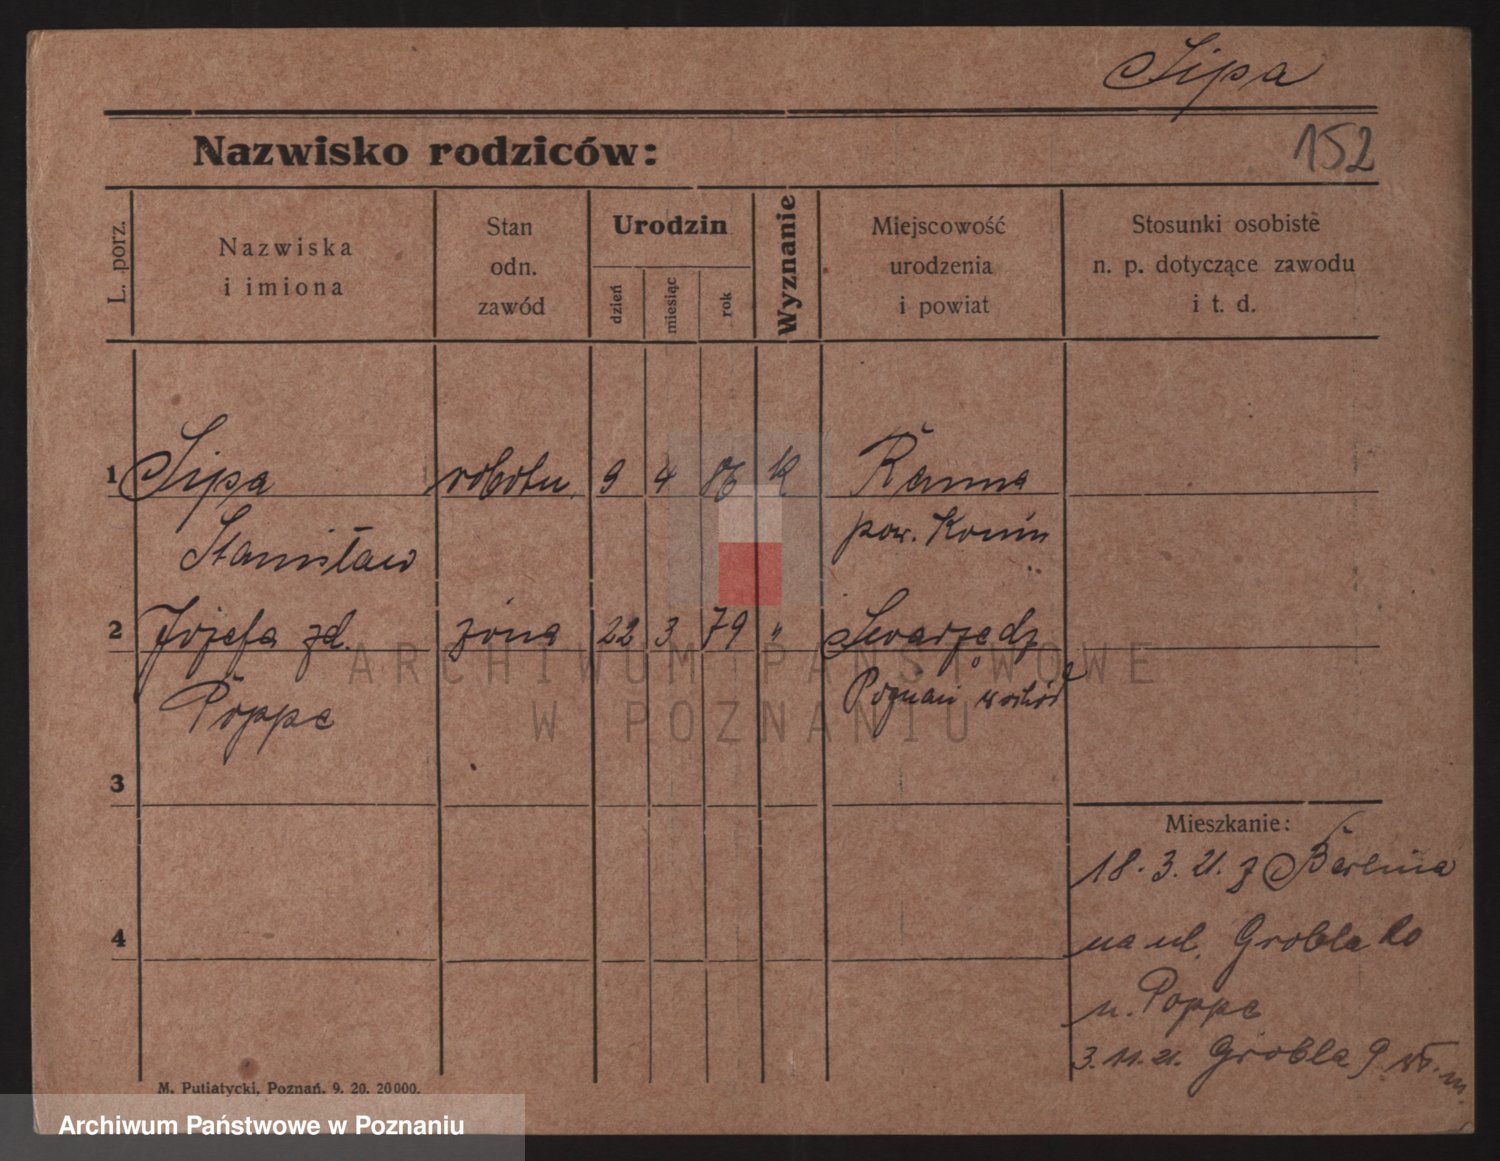 Sipa
152
Nazwisko rodziców:
L. porz.
Nazwiska
i imiona
Stan
odn.
zawód
Urodzin
dzień
miesiąc
rok
Wyznanie
Miejscowość
urodzenia
i powiat
Stosunki osobiste
n. p. dotyczące zawodu
i t. d.
1 Sipa robotn. 9 4 86 k
Stanisław pow. Konin
2 Józefa zd. żona 22 3 79 " Swarzędz
Poppe Poznań wschód
3
4
Mieszkanie:
18. 3. 21. z Berlina
na ul. Grobla
u. Poppe
3. 11. 21. Grobla 9
M. Putiatycki, Poznań. 9. 20. 20000.
ARCHIWUM PAŃSTWOWE
W POZNANIU
Archiwum Państwowe w Poznaniu